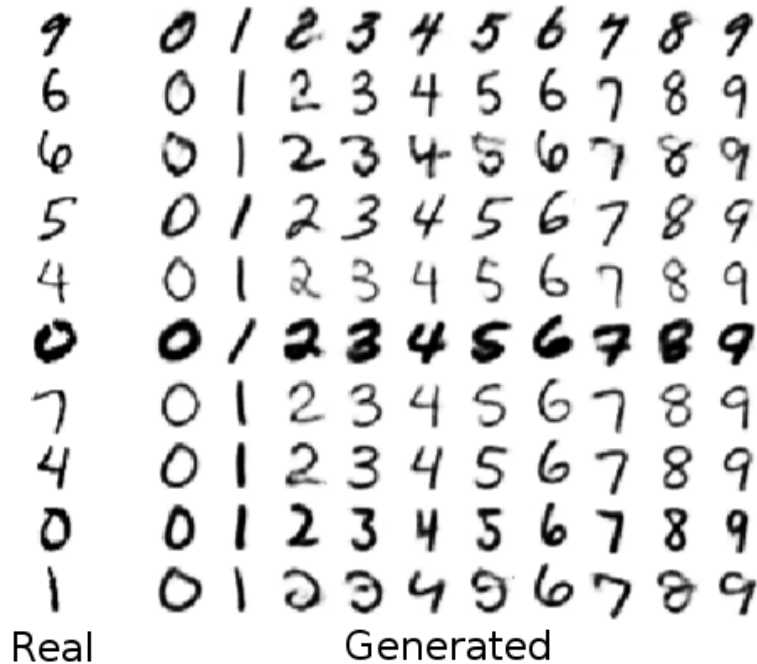 9 0 1 2 3 4 5 6 7 8 9
6 0 1 2 3 4 5 6 7 8 9
6 0 1 2 3 4 5 6 7 8 9
5 0 1 2 3 4 5 6 7 8 9
4 0 1 2 3 4 5 6 7 8 9
0 0 1 2 3 4 5 6 7 8 9
7 0 1 2 3 4 5 6 7 8 9
4 0 1 2 3 4 5 6 7 8 9
0 0 1 2 3 4 5 6 7 8 9
1 0 1 4 6 7 9
Real Generated